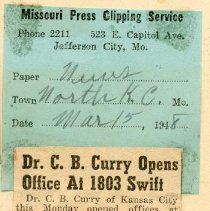 Missouri Press Clipping Service
Phone 2211 523 E. Capitol Ave.
Jefferson City, Mo.
Paper News
Town North K.C. Mo.
Date Mar 15, 1948
Dr. C. B. Curry Opens
Office At 1803 Swift
Dr. C. B. Curry of Kansas City
this Monday opened offices at